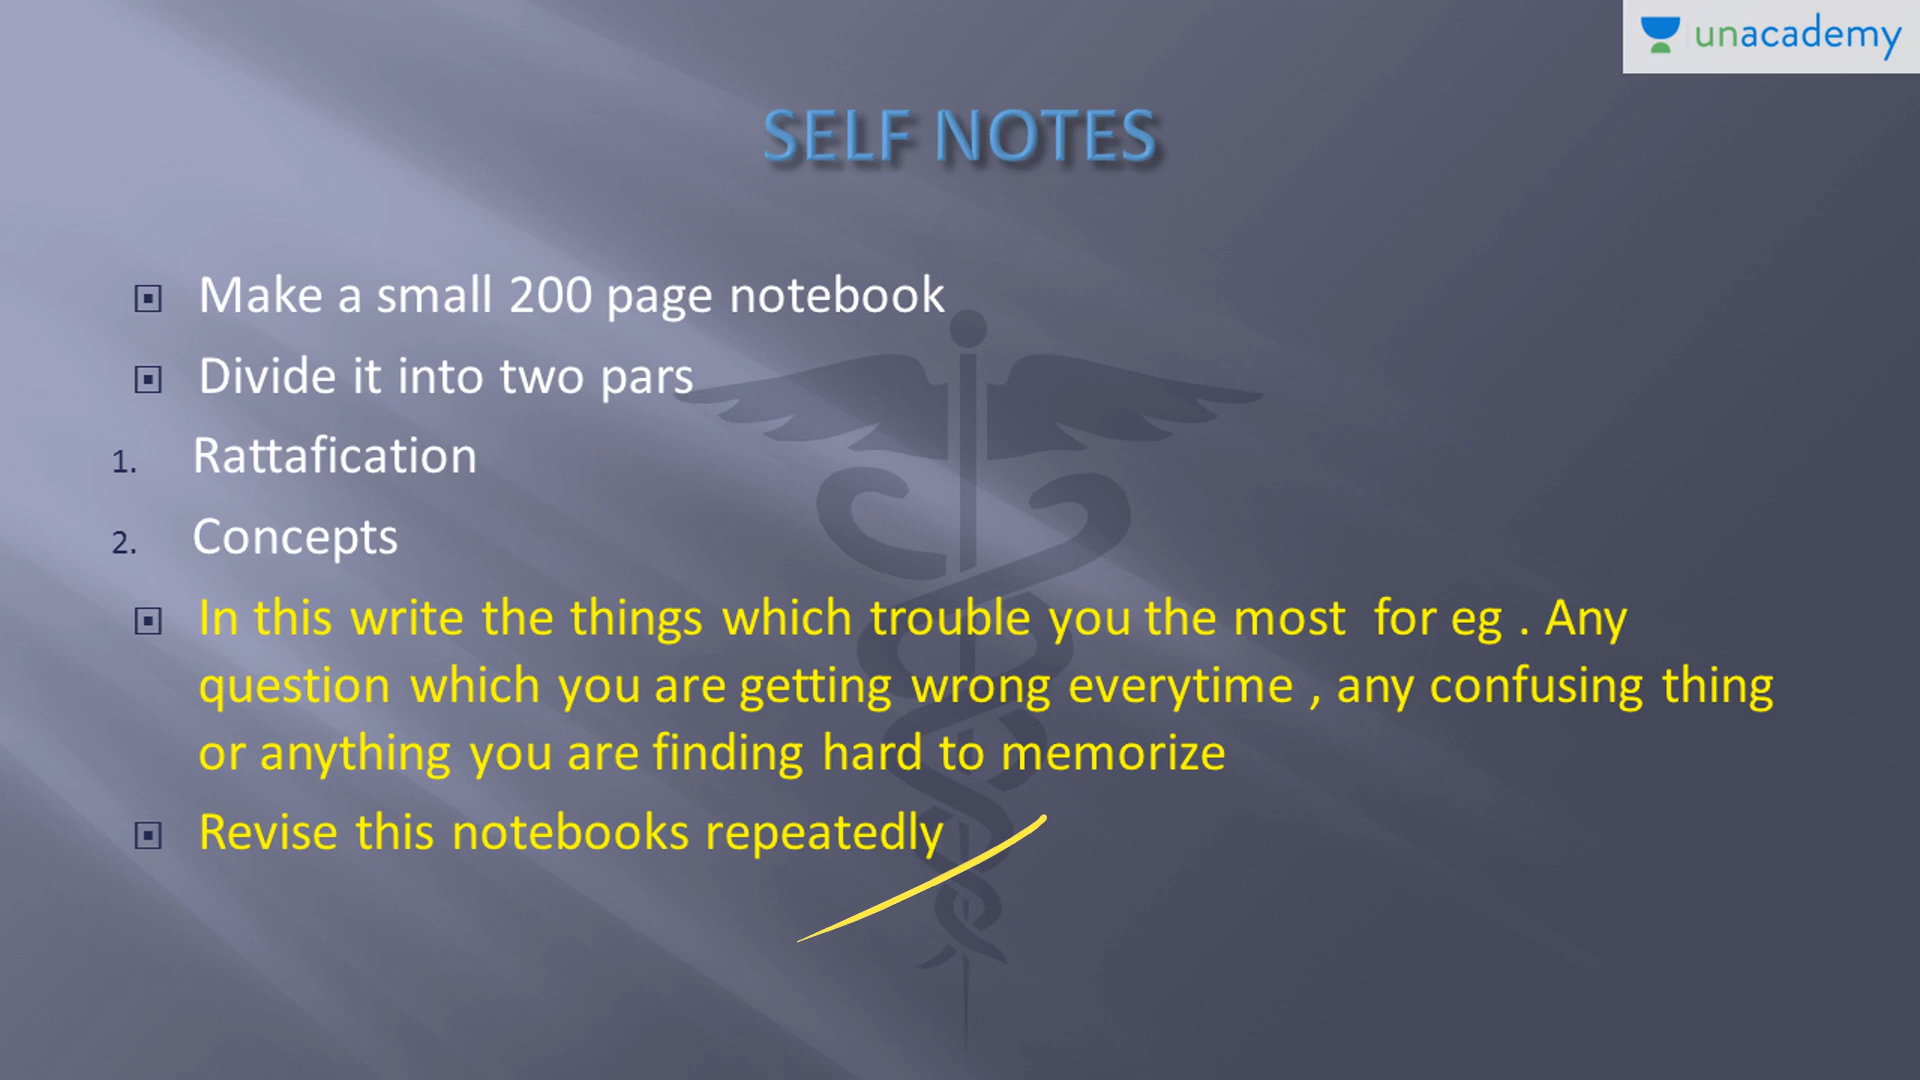 unacademy
SELF NOTES
Make a small 200 page notebook
Divide it into two pars
1. Rattafication
2. Concepts
In this write the things which trouble you the most for eg . Any
question which you are getting wrong everytime , any confusing thing
or anything you are finding hard to memorize
Revise this notebooks repeatedly